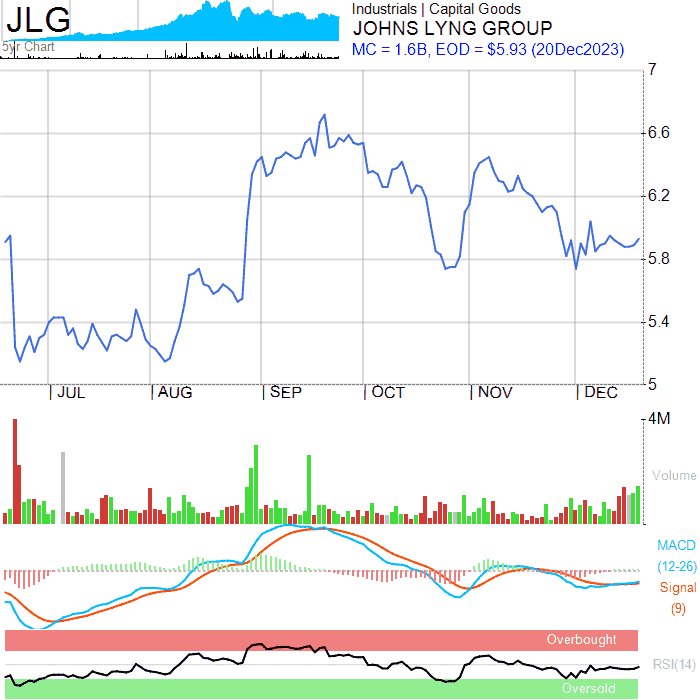 JLG
5yr Chart
Industrials | Capital Goods
JOHNS LYNG GROUP
MC = 1.6B, EOD = $5.93 (20Dec2023)
7
6.6
6.2
5.8
5.4
5
JUL AUG SEP OCT NOV DEC
4M
Volume
MACD
(12-26)
Signal
(9)
Overbought
RSI(14)
Oversold